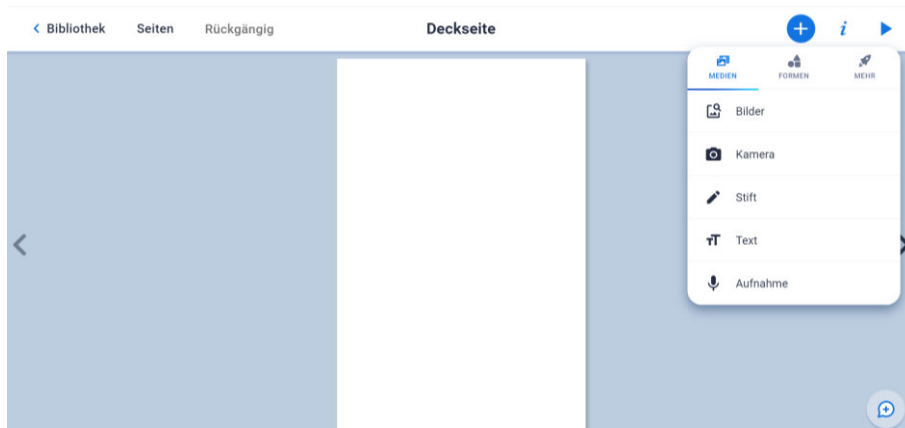 Bibliothek Seiten Rückgängig Deckseite i
MEDIEN FORMEN MEHR
Bilder
Kamera
Stift
Text
Aufnahme